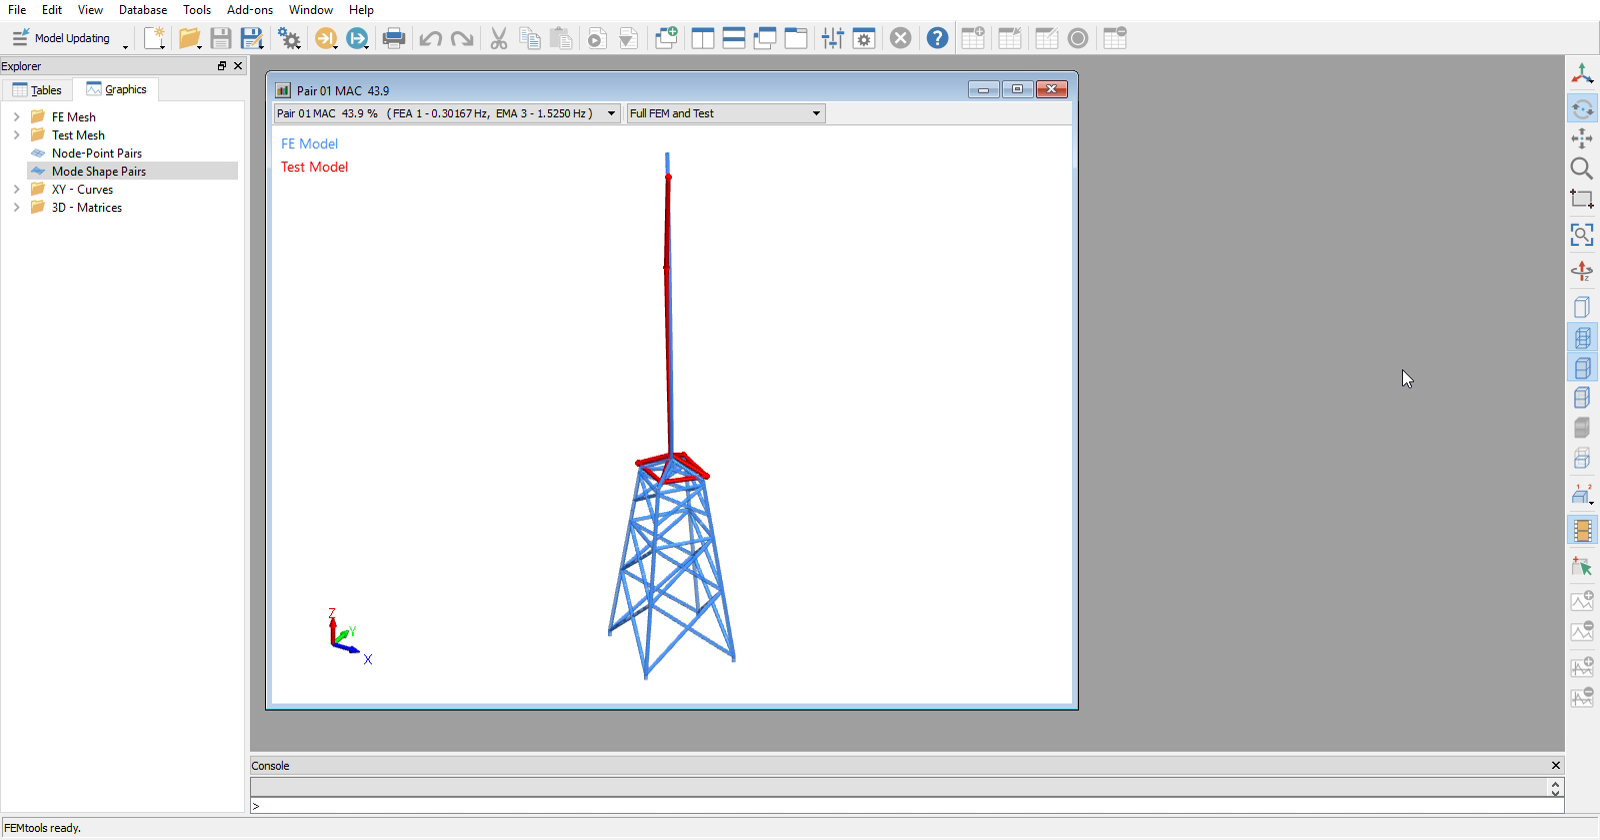 File Edit View Database Tools Add-ons Window Help
Model Updating
Explorer
Tables Graphics
FE Mesh
Test Mesh
Node-Point Pairs
Mode Shape Pairs
XY - Curves
3D - Matrices
Pair 01 MAC 43.9
Pair 01 MAC 43.9 % ( FEA 1 - 0.30167 Hz, EMA 3 - 1.5250 Hz ) Full FEM and Test
FE Model
Test Model
Z
Y
X
z
1 2
Console
>
FEMtools ready.